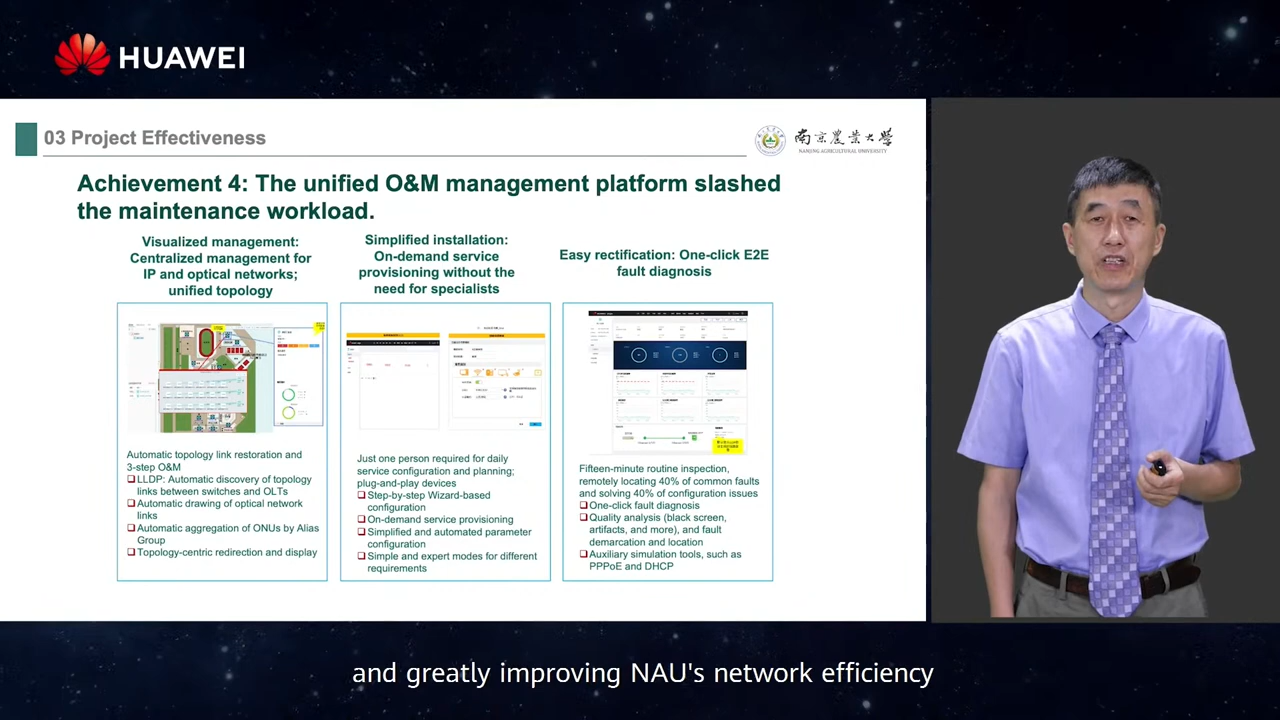 HUAWEI
03 Project Effectiveness
南京農業大學
NANJING AGRICULTURAL UNIVERSITY
Achievement 4: The unified O&M management platform slashed
the maintenance workload.
Visualized management:
Centralized management for
IP and optical networks;
unified topology
Automatic topology link restoration and
3-step O&M
LLDP: Automatic discovery of topology
links between switches and OLTs
Automatic drawing of optical network
links
Automatic aggregation of ONUs by Alias
Group
Topology-centric redirection and display
Simplified installation:
On-demand service
provisioning without the
need for specialists
Just one person required for daily
service configuration and planning;
plug-and-play devices
Step-by-step Wizard-based
configuration
On-demand service provisioning
Simplified and automated parameter
configuration
Simple and expert modes for different
requirements
Easy rectification: One-click E2E
fault diagnosis
Fifteen-minute routine inspection,
remotely locating 40% of common faults
and solving 40% of configuration issues
One-click fault diagnosis
Quality analysis (black screen,
artifacts, and more), and fault
demarcation and location
Auxiliary simulation tools, such as
PPPoE and DHCP
and greatly improving NAU's network efficiency